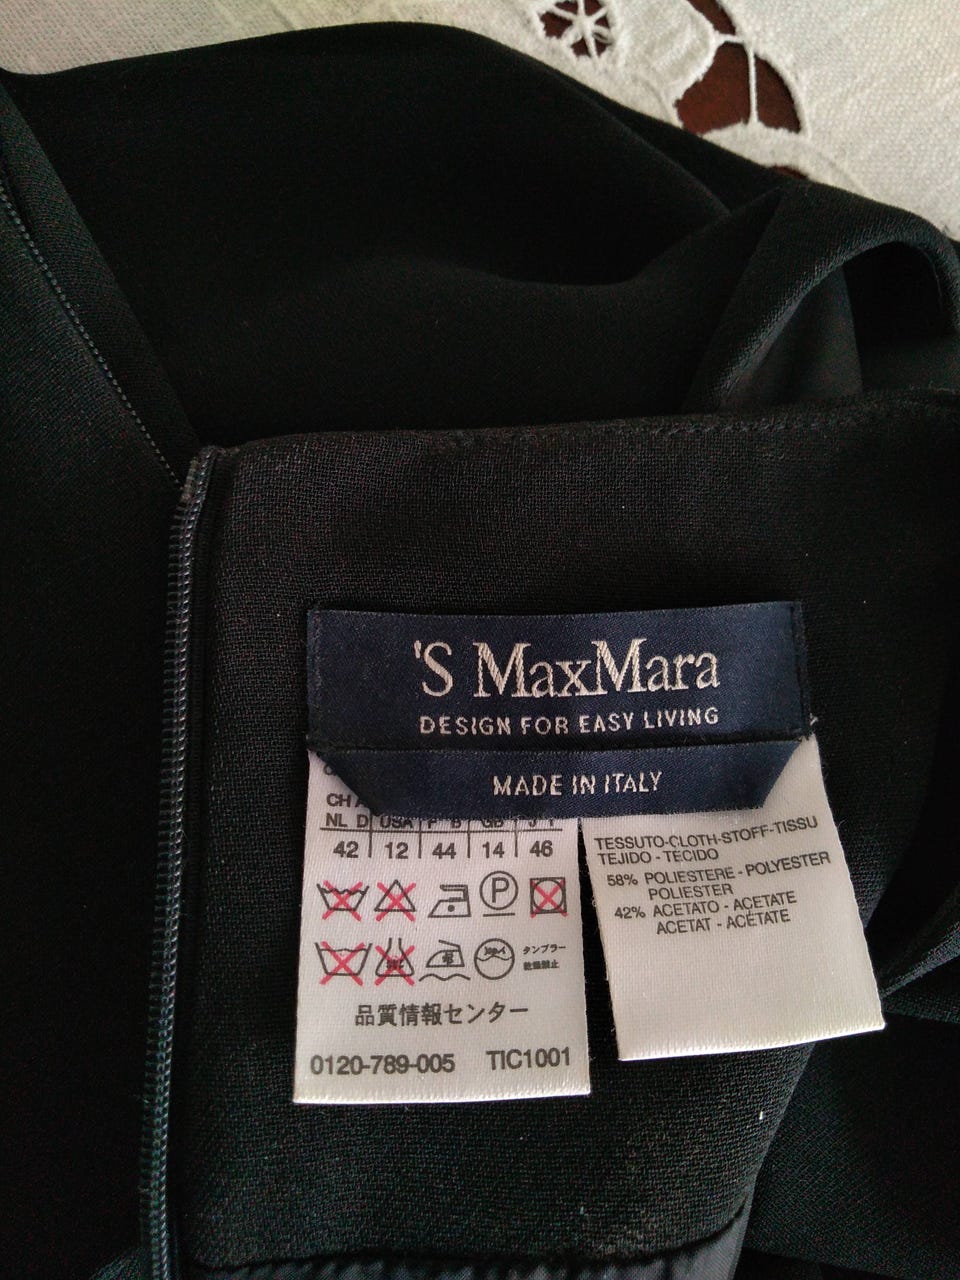 'S MaxMara
DESIGN FOR EASY LIVING
MADE IN ITALY
CH A
NL D USA F B GB J I
42 12 44 14 46
P
タンブラー
乾燥禁止
品質情報センター
0120-789-005 TIC1001
TESSUTO-CLOTH-STOFF-TISSU
TEJIDO - TECIDO
58% POLIESTERE - POLYESTER
POLIESTER
42% ACETATO - ACETATE
ACETAT - ACÉTATE